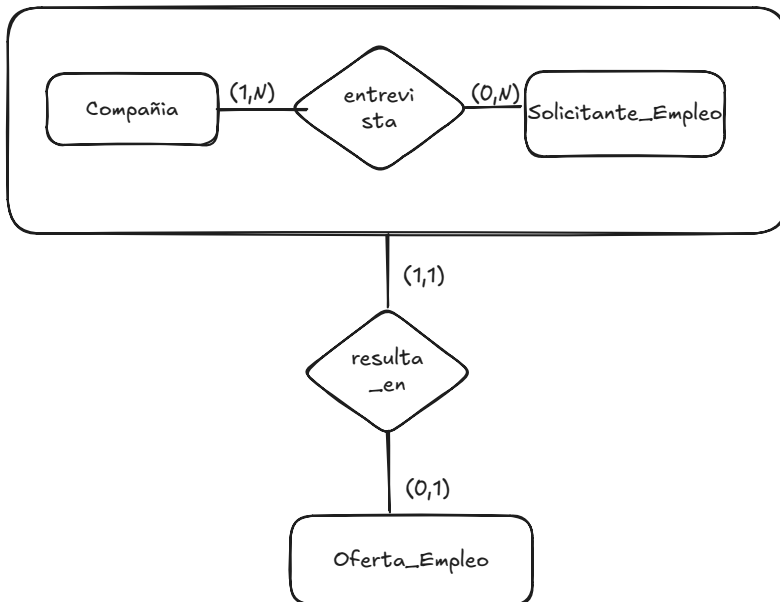 Compañia
(1,N)
entrevi
sta
(0,N)
Solicitante_Empleo
(1,1)
resulta
_en
(0,1)
Oferta_Empleo